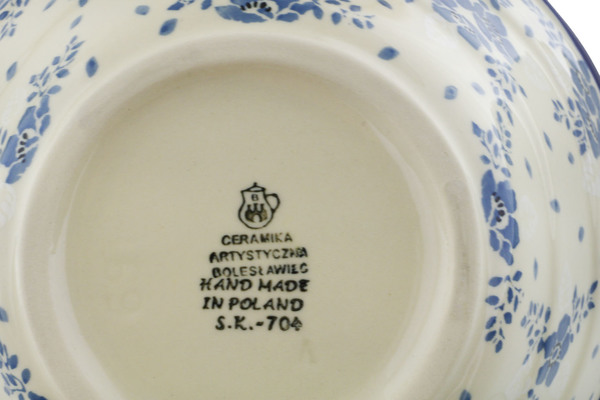 B
CERAMIKA
ARTYSTYCZNA
BOLESŁAWIEC
HAND MADE
IN POLAND
S.K.-704